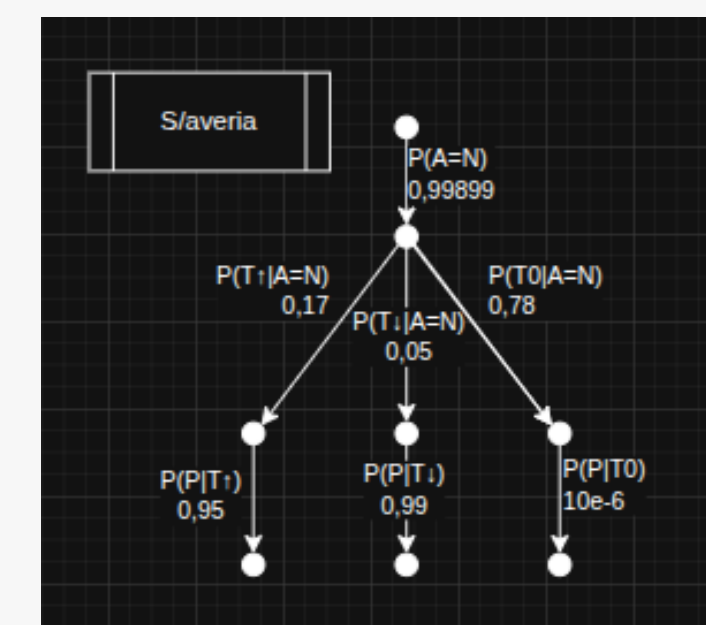 S/averia
P(A=N)
0,99899
P(T↑|A=N)
0,17
P(T↓|A=N)
0,05
P(T0|A=N)
0,78
P(P|T↑)
0,95
P(P|T↓)
0,99
P(P|T0)
10e-6